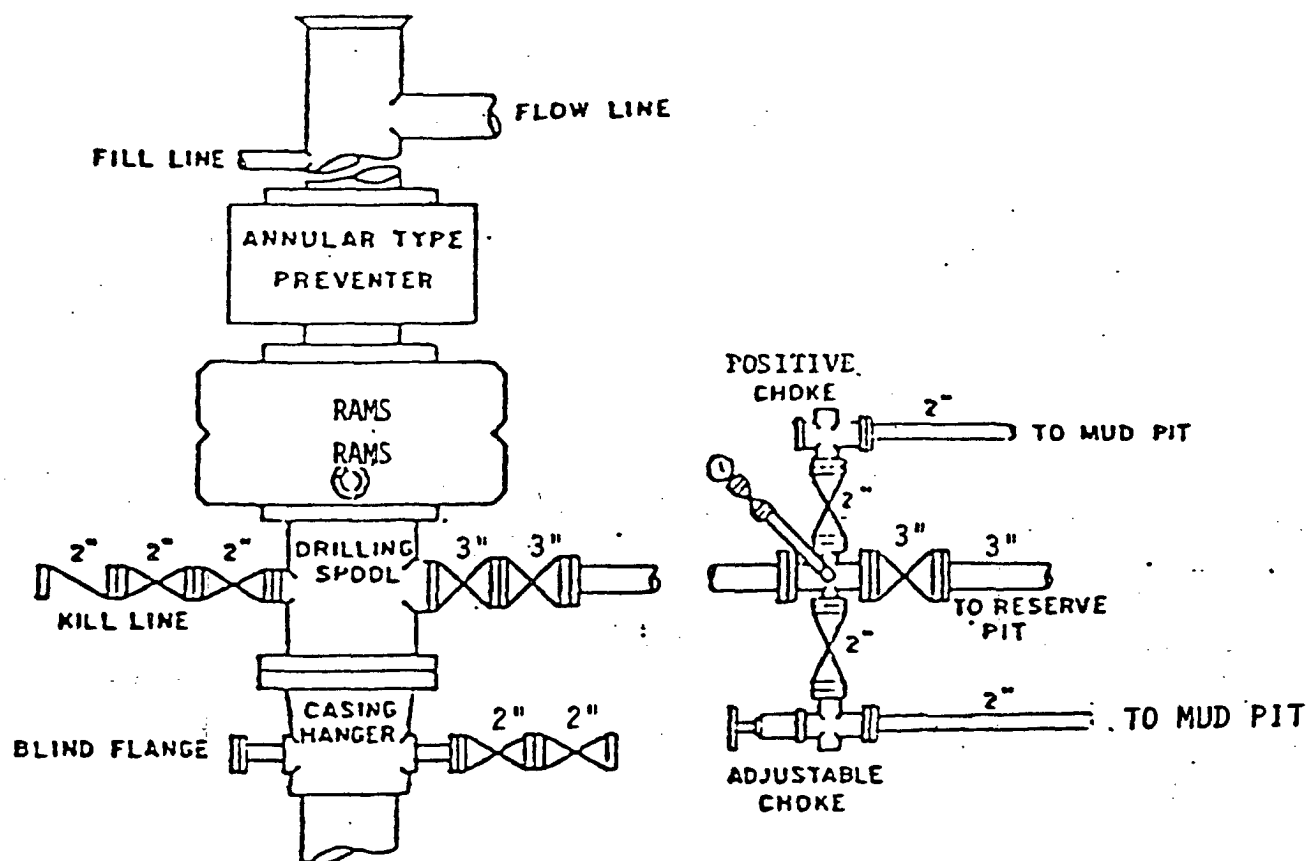 FLOW LINE
FILL LINE
ANNULAR TYPE
PREVENTER
RAMS
RAMS
2"
2"
2"
DRILLING
SPOOL
3"
3"
KILL LINE
CASING
HANGER
2"
2"
BLIND FLANGE
POSITIVE
CHOKE
2"
TO MUD PIT
2"
3"
3"
TO RESERVE
PIT
2"
2"
TO MUD PIT
ADJUSTABLE
CHOKE